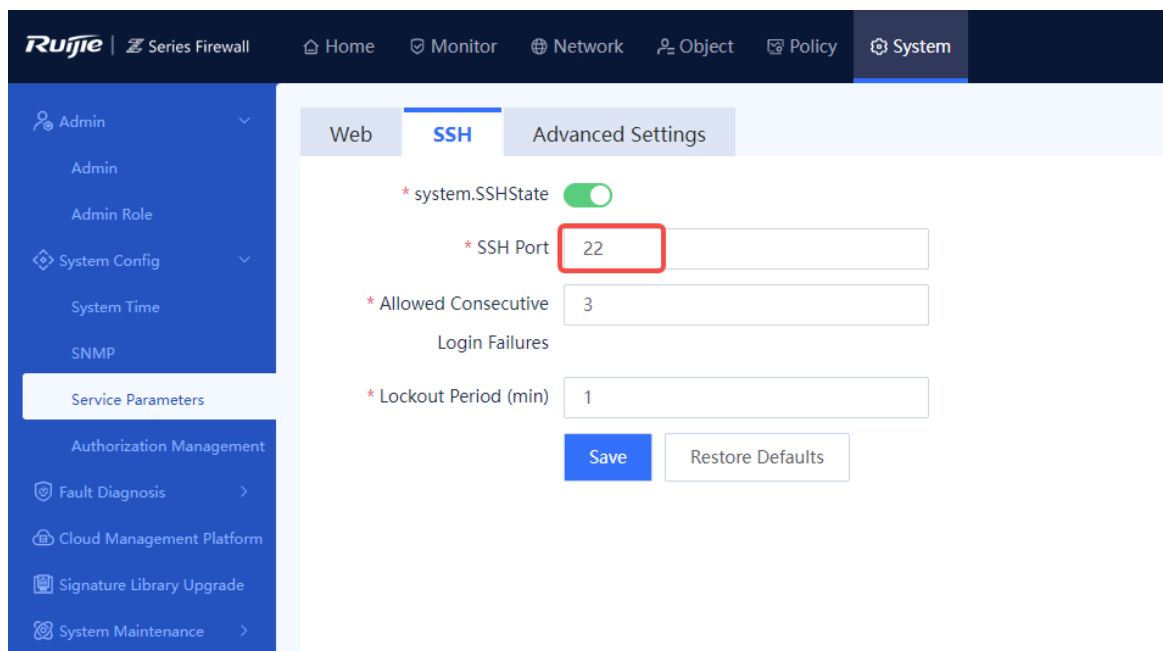 Ruijie | Z Series Firewall Home Monitor Network Object Policy System
Admin
Admin
Admin Role
System Config
System Time
SNMP
Service Parameters
Authorization Management
Fault Diagnosis
Cloud Management Platform
Signature Library Upgrade
System Maintenance
Web SSH Advanced Settings
* system.SSHState
* SSH Port 22
* Allowed Consecutive 3
Login Failures
* Lockout Period (min) 1
Save Restore Defaults